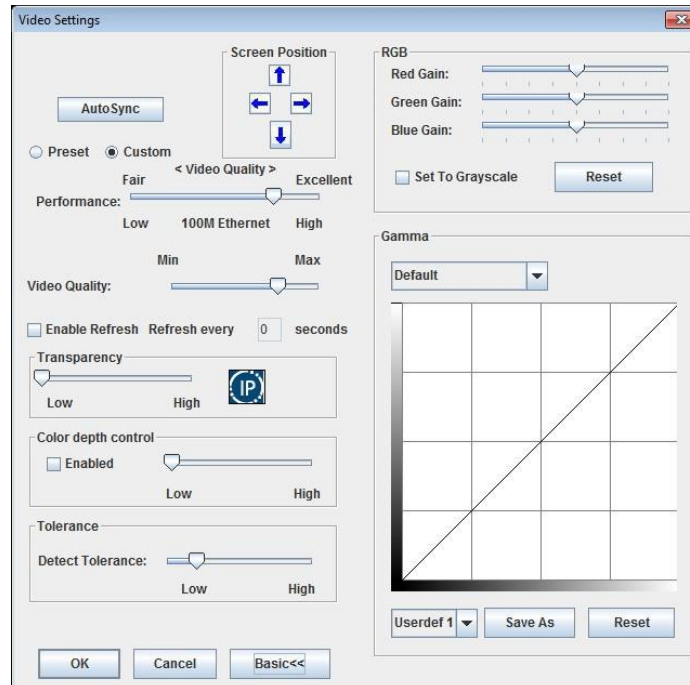 Video Settings
Screen Position
AutoSync
Preset Custom
< Video Quality >
Fair Excellent
Performance:
Low 100M Ethernet High
Min Max
Video Quality:
Enable Refresh Refresh every 0 seconds
Transparency
Low High
IP
Color depth control
Enabled
Low High
Tolerance
Detect Tolerance:
Low High
OK Cancel Basic<<
RGB
Red Gain:
Green Gain:
Blue Gain:
Set To Grayscale Reset
Gamma
Default
Userdef 1 Save As Reset